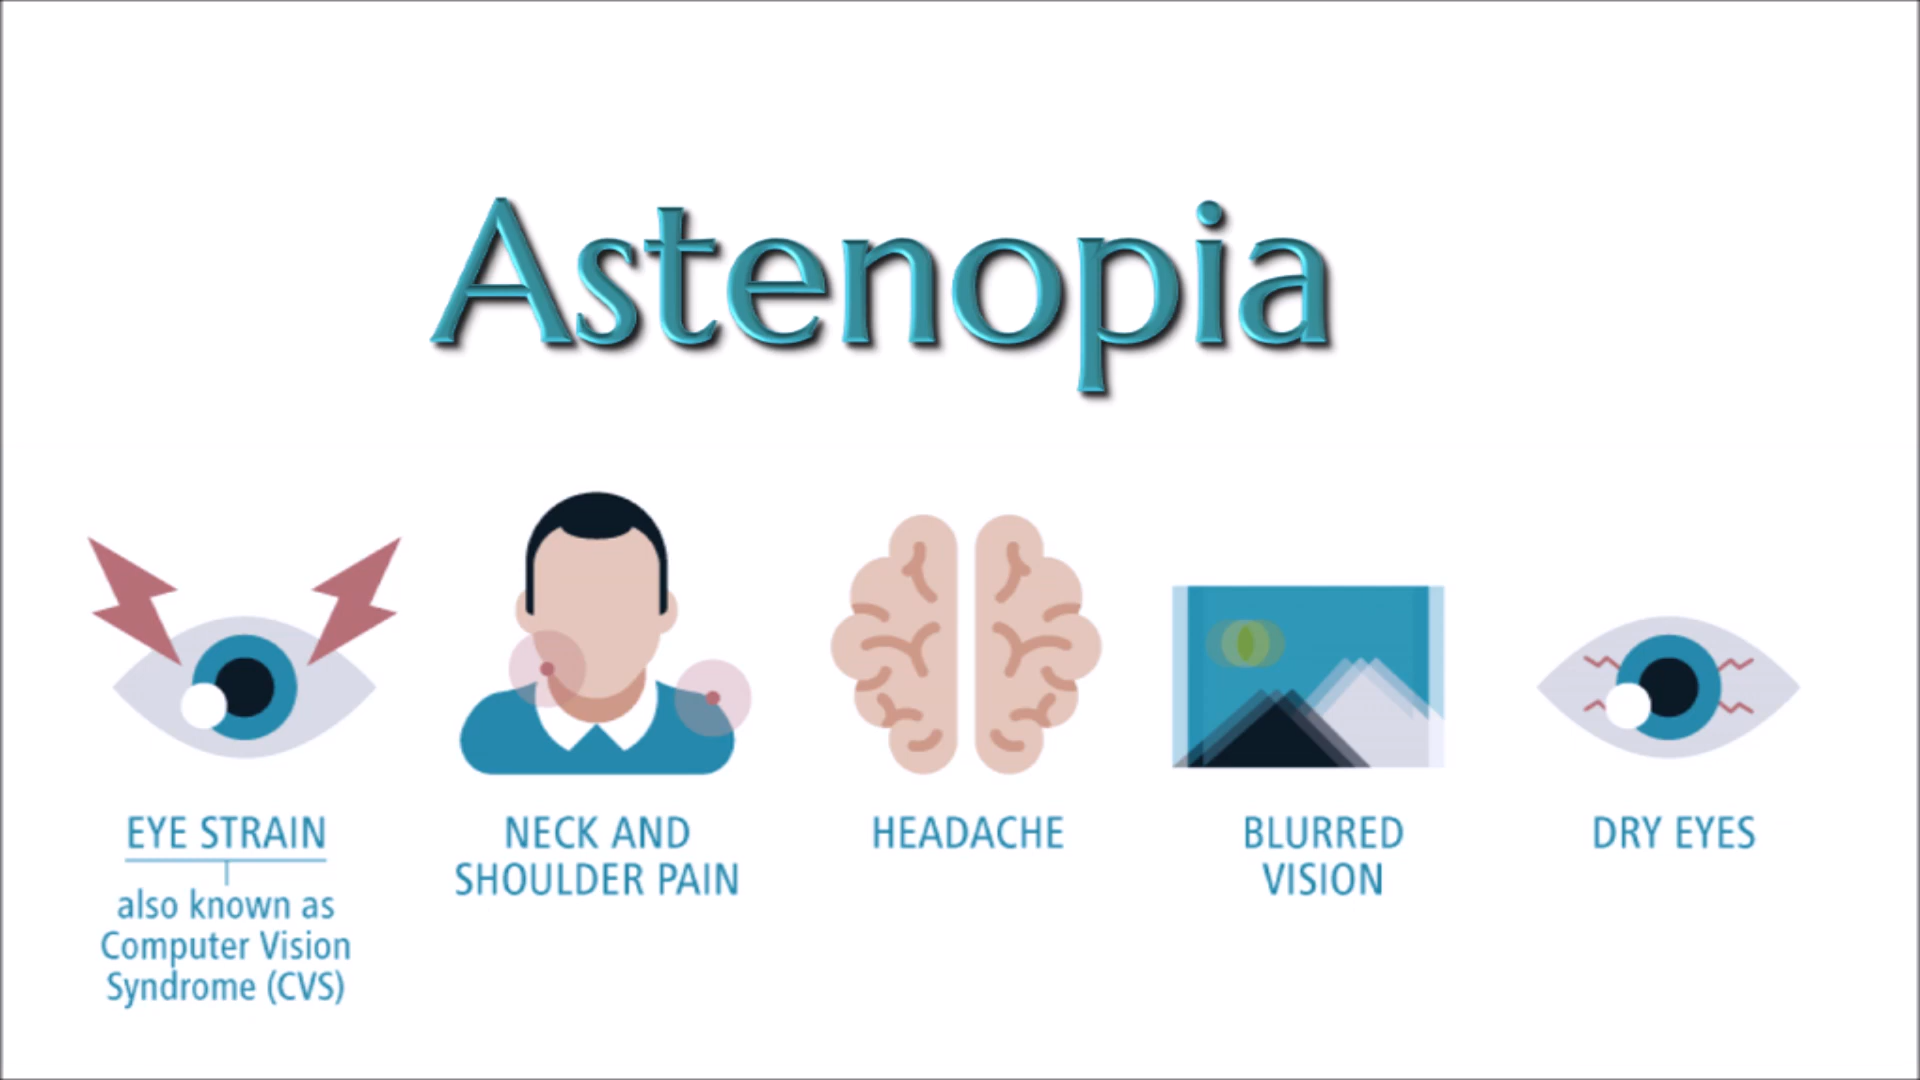 Astenopia
EYE STRAIN
also known as
Computer Vision
Syndrome (CVS)
NECK AND
SHOULDER PAIN
HEADACHE
BLURRED
VISION
DRY EYES